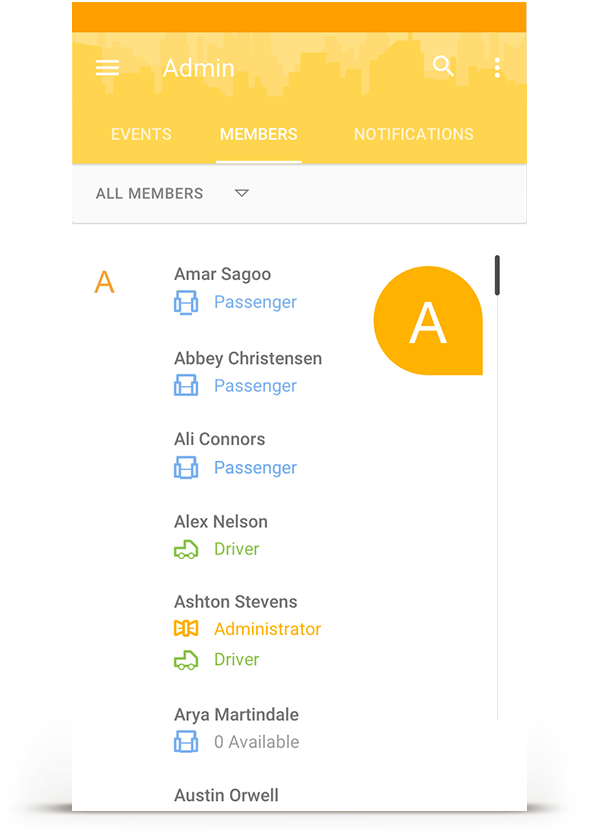 Admin
EVENTS MEMBERS NOTIFICATIONS
ALL MEMBERS
A
Amar Sagoo
Passenger
A
Abbey Christensen
Passenger
Ali Connors
Passenger
Alex Nelson
Driver
Ashton Stevens
Administrator
Driver
Arya Martindale
0 Available
Austin Orwell